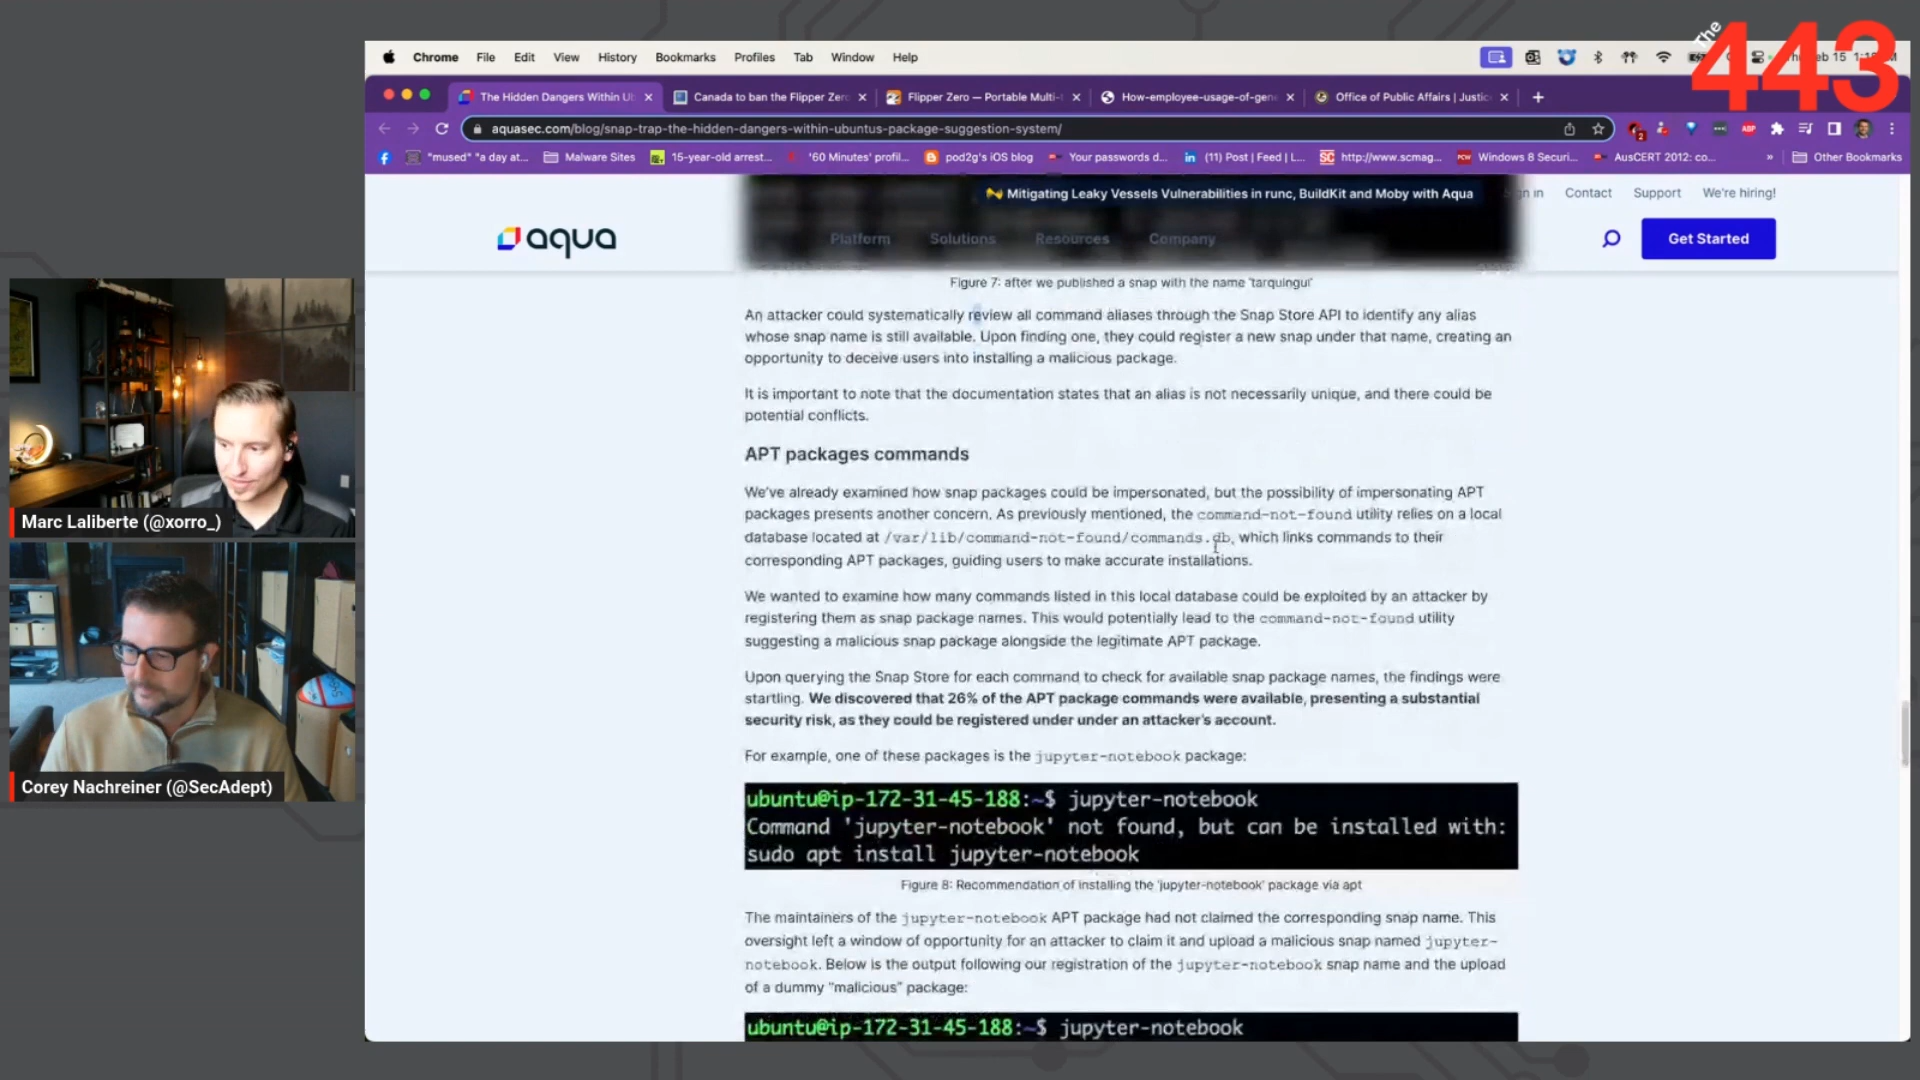 The
443
Chrome File Edit View History Bookmarks Profiles Tab Window Help
The Hidden Dangers Within U
Canada to ban the Flipper Zero
Flipper Zero — Portable Multi-
How-employee-usage-of-gen
Office of Public Affairs | Justic
aquasec.com/blog/snap-trap-the-hidden-dangers-within-ubuntus-package-suggestion-system/
ABP
"mused" "a day at...
Malware Sites
15-year-old arrest...
'60 Minutes' profil...
pod2g's iOS blog
Your passwords d...
(11) Post | Feed | L...
http://www.scmag...
Windows 8 Securi...
AusCERT 2012: co...
»
Other Bookmarks
Mitigating Leaky Vessels Vulnerabilities in runc, BuildKit and Moby with Aqua
Contact Support We're hiring!
aqua
Platform Solutions Resources Company
Get Started
Figure 7: after we published a snap with the name 'tarquingui'
An attacker could systematically review all command aliases through the Snap Store API to identify any alias
whose snap name is still available. Upon finding one, they could register a new snap under that name, creating an
opportunity to deceive users into installing a malicious package.
It is important to note that the documentation states that an alias is not necessarily unique, and there could be
potential conflicts.
APT packages commands
We've already examined how snap packages could be impersonated, but the possibility of impersonating APT
packages presents another concern. As previously mentioned, the command-not-found utility relies on a local
database located at /var/lib/command-not-found/commands.db, which links commands to their
corresponding APT packages, guiding users to make accurate installations.
We wanted to examine how many commands listed in this local database could be exploited by an attacker by
registering them as snap package names. This would potentially lead to the command-not-found utility
suggesting a malicious snap package alongside the legitimate APT package.
Upon querying the Snap Store for each command to check for available snap package names, the findings were
startling. We discovered that 26% of the APT package commands were available, presenting a substantial
security risk, as they could be registered under under an attacker's account.
For example, one of these packages is the jupyter-notebook package:
ubuntu@ip-172-31-45-188:~$ jupyter-notebook
Command 'jupyter-notebook' not found, but can be installed with:
sudo apt install jupyter-notebook
Figure 8: Recommendation of installing the 'jupyter-notebook' package via apt
The maintainers of the jupyter-notebook APT package had not claimed the corresponding snap name. This
oversight left a window of opportunity for an attacker to claim it and upload a malicious snap named jupyter-
notebook. Below is the output following our registration of the jupyter-notebook snap name and the upload
of a dummy "malicious" package:
ubuntu@ip-172-31-45-188:~$ jupyter-notebook
Marc Laliberte (@xorro_)
Corey Nachreiner (@SecAdept)